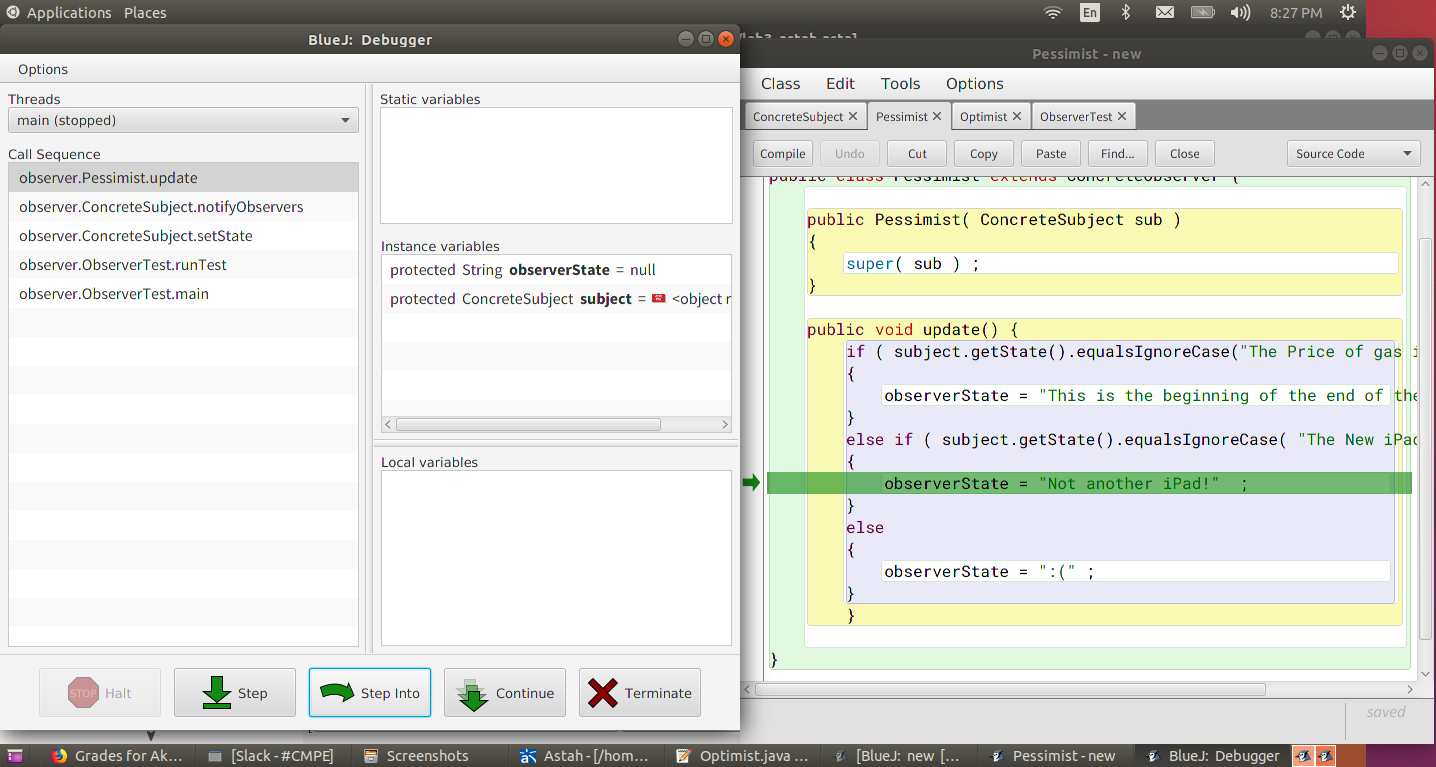 Applications Places En 8:27 PM
BlueJ: Debugger
Options
Threads
main (stopped)
Call Sequence
observer.Pessimist.update
observer.ConcreteSubject.notifyObservers
observer.ConcreteSubject.setState
observer.ObserverTest.runTest
observer.ObserverTest.main
Static variables
Instance variables
protected String observerState = null
protected ConcreteSubject subject = <object r
Local variables
STOP Halt
Step
Step Into
Continue
Terminate
Pessimist - new
Class Edit Tools Options
ConcreteSubject Pessimist Optimist ObserverTest
Compile Undo Cut Copy Paste Find... Close Source Code
public class Pessimist extends ConcreteObserver {
public Pessimist( ConcreteSubject sub )
{
super( sub ) ;
}
public void update() {
if ( subject.getState().equalsIgnoreCase("The Price of gas i
{
observerState = "This is the beginning of the end of the
}
else if ( subject.getState().equalsIgnoreCase( "The New iPad
{
observerState = "Not another iPad!" ;
}
else
{
observerState = ":(" ;
}
}
}
saved
Grades for Ak... [Slack - #CMPE] Screenshots Astah - [/hom... Optimist.java ... [BlueJ: new [... Pessimist - new BlueJ: Debugger